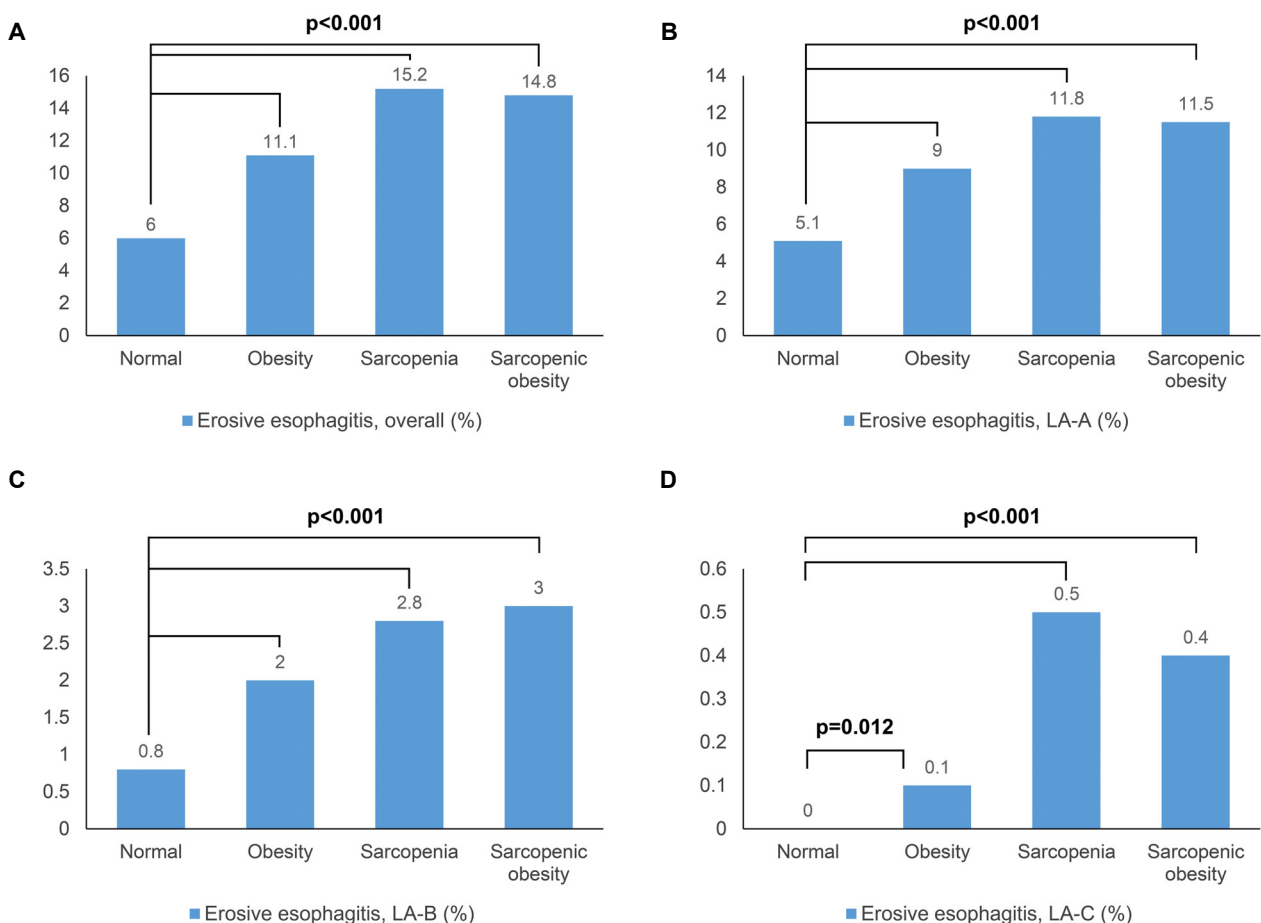 A
p<0.001
16
14
12
10
8
6
4
2
0
6
11.1
15.2
14.8
Normal
Obesity
Sarcopenia
Sarcopenic
obesity
Erosive esophagitis, overall (%)
B
p<0.001
14
12
10
8
6
4
2
0
5.1
9
11.8
11.5
Normal
Obesity
Sarcopenia
Sarcopenic
obesity
Erosive esophagitis, LA-A (%)
C
p<0.001
3.5
3
2.5
2
1.5
1
0.5
0
0.8
2
2.8
3
Normal
Obesity
Sarcopenia
Sarcopenic
obesity
Erosive esophagitis, LA-B (%)
D
p<0.001
p=0.012
0.6
0.5
0.4
0.3
0.2
0.1
0
0
0.1
0.5
0.4
Normal
Obesity
Sarcopenia
Sarcopenic
obesity
Erosive esophagitis, LA-C (%)